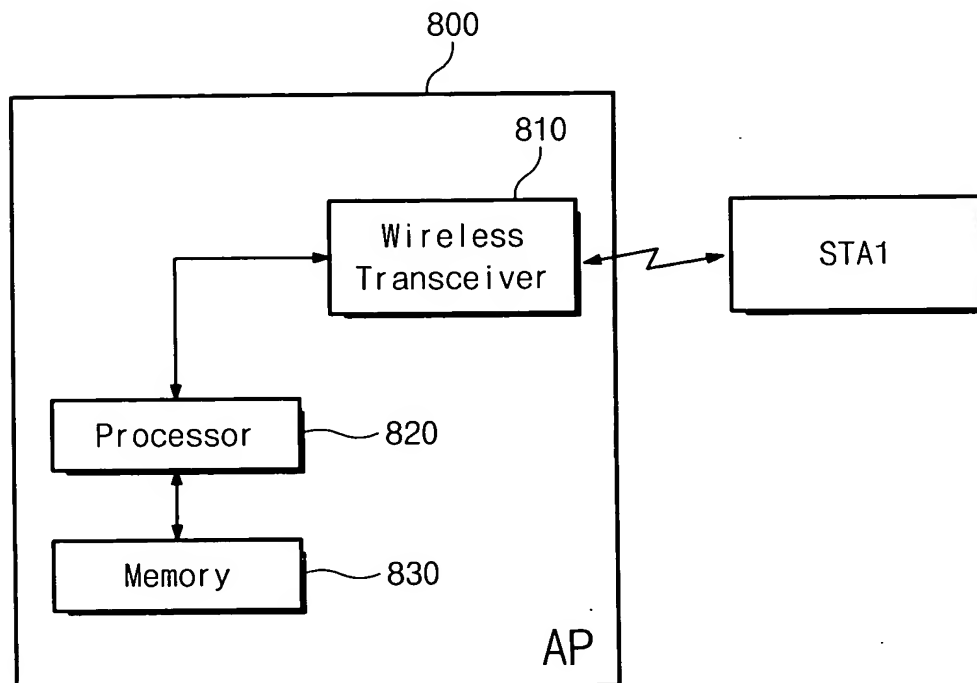 800
810
Wireless
Transceiver
STA1
Processor
820
Memory
830
AP